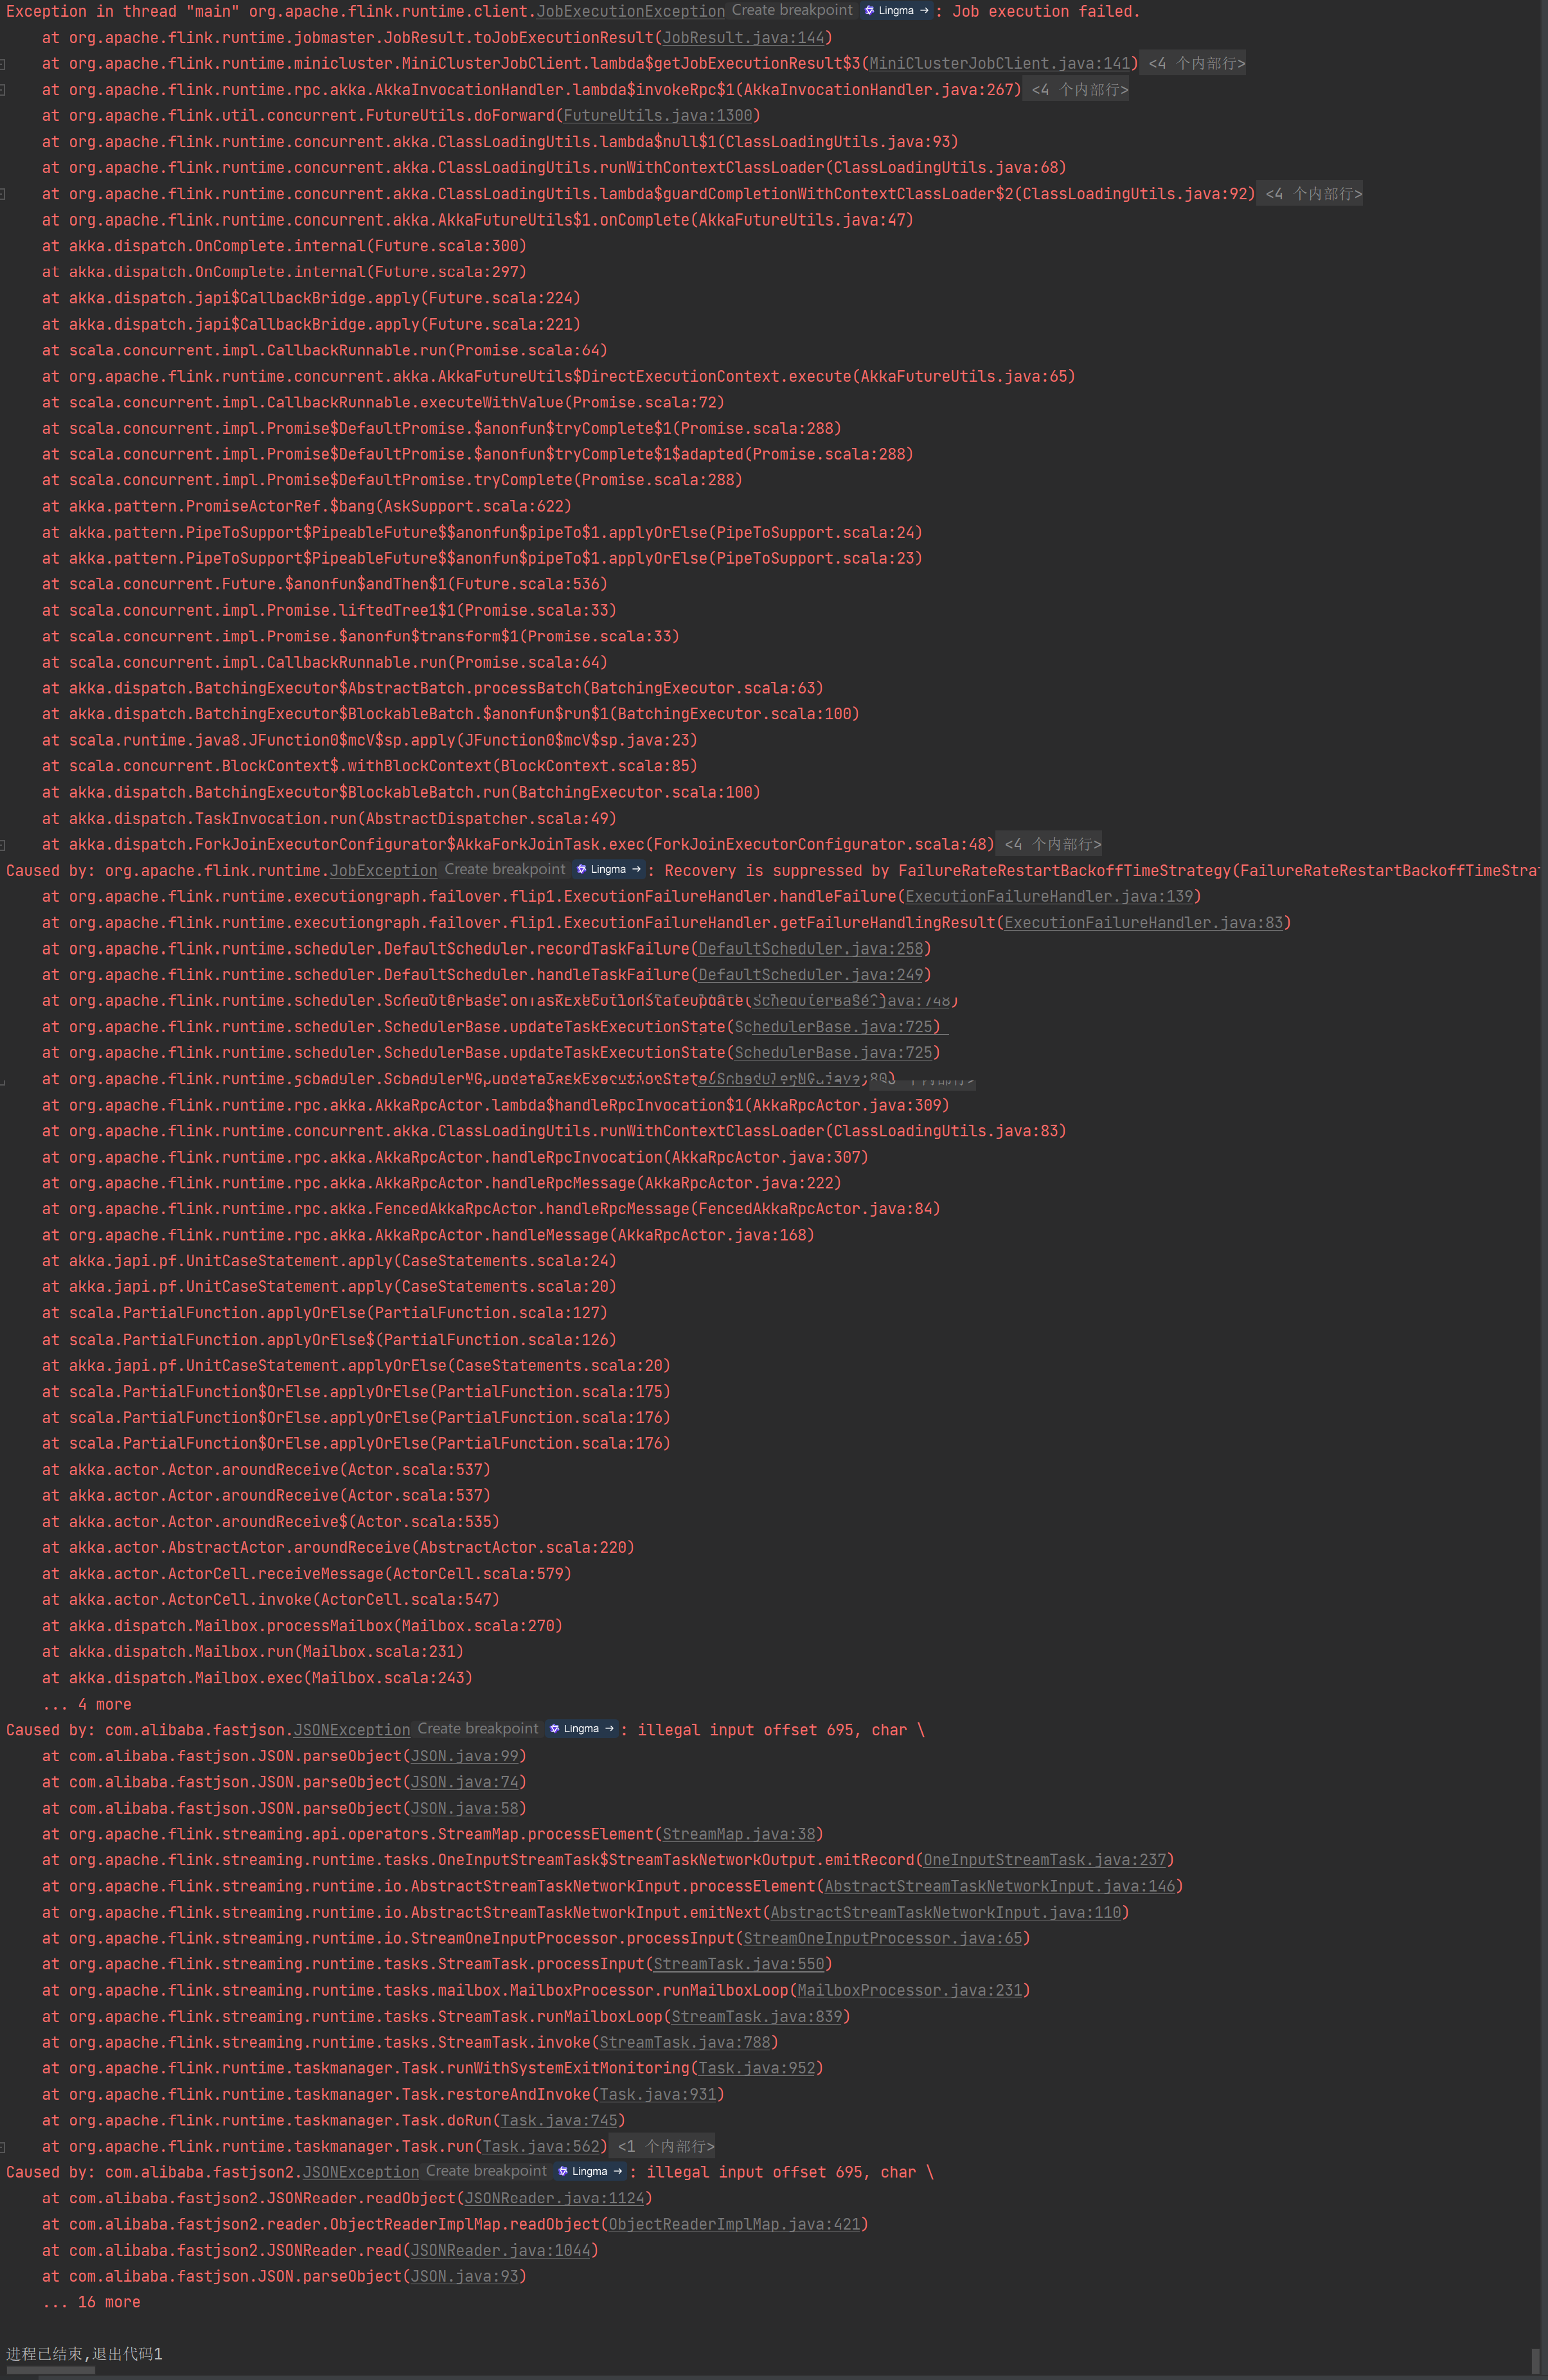 Exception in thread "main" org.apache.flink.runtime.client.JobExecutionException Create breakpoint Lingma → : Job execution failed.
at org.apache.flink.runtime.jobmaster.JobResult.toJobExecutionResult(JobResult.java:144)
at org.apache.flink.runtime.minicluster.MiniClusterJobClient.lambda$getJobExecutionResult$3(MiniClusterJobClient.java:141) <4 个内部行>
at org.apache.flink.runtime.rpc.akka.AkkaInvocationHandler.lambda$invokeRpc$1(AkkaInvocationHandler.java:267) <4 个内部行>
at org.apache.flink.util.concurrent.FutureUtils.doForward(FutureUtils.java:1300)
at org.apache.flink.runtime.concurrent.akka.ClassLoadingUtils.lambda$null$1(ClassLoadingUtils.java:93)
at org.apache.flink.runtime.concurrent.akka.ClassLoadingUtils.runWithContextClassLoader(ClassLoadingUtils.java:68)
at org.apache.flink.runtime.concurrent.akka.ClassLoadingUtils.lambda$guardCompletionWithContextClassLoader$2(ClassLoadingUtils.java:92) <4 个内部行>
at org.apache.flink.runtime.concurrent.akka.AkkaFutureUtils$1.onComplete(AkkaFutureUtils.java:47)
at akka.dispatch.OnComplete.internal(Future.scala:300)
at akka.dispatch.OnComplete.internal(Future.scala:297)
at akka.dispatch.japi$CallbackBridge.apply(Future.scala:224)
at akka.dispatch.japi$CallbackBridge.apply(Future.scala:221)
at scala.concurrent.impl.CallbackRunnable.run(Promise.scala:64)
at org.apache.flink.runtime.concurrent.akka.AkkaFutureUtils$DirectExecutionContext.execute(AkkaFutureUtils.java:65)
at scala.concurrent.impl.CallbackRunnable.executeWithValue(Promise.scala:72)
at scala.concurrent.impl.Promise$DefaultPromise.$anonfun$tryComplete$1(Promise.scala:288)
at scala.concurrent.impl.Promise$DefaultPromise.$anonfun$tryComplete$1$adapted(Promise.scala:288)
at scala.concurrent.impl.Promise$DefaultPromise.tryComplete(Promise.scala:288)
at akka.pattern.PromiseActorRef.$bang(AskSupport.scala:622)
at akka.pattern.PipeToSupport$PipeableFuture$$anonfun$pipeTo$1.applyOrElse(PipeToSupport.scala:24)
at akka.pattern.PipeToSupport$PipeableFuture$$anonfun$pipeTo$1.applyOrElse(PipeToSupport.scala:23)
at scala.concurrent.Future.$anonfun$andThen$1(Future.scala:536)
at scala.concurrent.impl.Promise.liftedTree1$1(Promise.scala:33)
at scala.concurrent.impl.Promise.$anonfun$transform$1(Promise.scala:33)
at scala.concurrent.impl.CallbackRunnable.run(Promise.scala:64)
at akka.dispatch.BatchingExecutor$AbstractBatch.processBatch(BatchingExecutor.scala:63)
at akka.dispatch.BatchingExecutor$BlockableBatch.$anonfun$run$1(BatchingExecutor.scala:100)
at scala.runtime.java8.JFunction0$mcV$sp.apply(JFunction0$mcV$sp.java:23)
at scala.concurrent.BlockContext$.withBlockContext(BlockContext.scala:85)
at akka.dispatch.BatchingExecutor$BlockableBatch.run(BatchingExecutor.scala:100)
at akka.dispatch.TaskInvocation.run(AbstractDispatcher.scala:49)
at akka.dispatch.ForkJoinExecutorConfigurator$AkkaForkJoinTask.exec(ForkJoinExecutorConfigurator.scala:48) <4 个内部行>
Caused by: org.apache.flink.runtime.JobException Create breakpoint Lingma → : Recovery is suppressed by FailureRateRestartBackoffTimeStrategy(FailureRateRestartBackoffTimeStrat
at org.apache.flink.runtime.executiongraph.failover.flip1.ExecutionFailureHandler.handleFailure(ExecutionFailureHandler.java:139)
at org.apache.flink.runtime.executiongraph.failover.flip1.ExecutionFailureHandler.getFailureHandlingResult(ExecutionFailureHandler.java:83)
at org.apache.flink.runtime.scheduler.DefaultScheduler.recordTaskFailure(DefaultScheduler.java:258)
at org.apache.flink.runtime.scheduler.DefaultScheduler.handleTaskFailure(DefaultScheduler.java:249)
at org.apache.flink.runtime.scheduler.
at org.apache.flink.runtime.scheduler.SchedulerBase.updateTaskExecutionState(SchedulerBase.java:725)
at org.apache.flink.runtime.scheduler.SchedulerBase.updateTaskExecutionState(SchedulerBase.java:725)
at org.apache.flink.runtime.
at org.apache.flink.runtime.rpc.akka.AkkaRpcActor.lambda$handleRpcInvocation$1(AkkaRpcActor.java:309)
at org.apache.flink.runtime.concurrent.akka.ClassLoadingUtils.runWithContextClassLoader(ClassLoadingUtils.java:83)
at org.apache.flink.runtime.rpc.akka.AkkaRpcActor.handleRpcInvocation(AkkaRpcActor.java:307)
at org.apache.flink.runtime.rpc.akka.AkkaRpcActor.handleRpcMessage(AkkaRpcActor.java:222)
at org.apache.flink.runtime.rpc.akka.FencedAkkaRpcActor.handleRpcMessage(FencedAkkaRpcActor.java:84)
at org.apache.flink.runtime.rpc.akka.AkkaRpcActor.handleMessage(AkkaRpcActor.java:168)
at akka.japi.pf.UnitCaseStatement.apply(CaseStatements.scala:24)
at akka.japi.pf.UnitCaseStatement.apply(CaseStatements.scala:20)
at scala.PartialFunction.applyOrElse(PartialFunction.scala:127)
at scala.PartialFunction.applyOrElse$(PartialFunction.scala:126)
at akka.japi.pf.UnitCaseStatement.applyOrElse(CaseStatements.scala:20)
at scala.PartialFunction$OrElse.applyOrElse(PartialFunction.scala:175)
at scala.PartialFunction$OrElse.applyOrElse(PartialFunction.scala:176)
at scala.PartialFunction$OrElse.applyOrElse(PartialFunction.scala:176)
at akka.actor.Actor.aroundReceive(Actor.scala:537)
at akka.actor.Actor.aroundReceive(Actor.scala:537)
at akka.actor.Actor.aroundReceive$(Actor.scala:535)
at akka.actor.AbstractActor.aroundReceive(AbstractActor.scala:220)
at akka.actor.ActorCell.receiveMessage(ActorCell.scala:579)
at akka.actor.ActorCell.invoke(ActorCell.scala:547)
at akka.dispatch.Mailbox.processMailbox(Mailbox.scala:270)
at akka.dispatch.Mailbox.run(Mailbox.scala:231)
at akka.dispatch.Mailbox.exec(Mailbox.scala:243)
... 4 more
Caused by: com.alibaba.fastjson.JSONException Create breakpoint Lingma → : illegal input offset 695, char \
at com.alibaba.fastjson.JSON.parseObject(JSON.java:99)
at com.alibaba.fastjson.JSON.parseObject(JSON.java:74)
at com.alibaba.fastjson.JSON.parseObject(JSON.java:58)
at org.apache.flink.streaming.api.operators.StreamMap.processElement(StreamMap.java:38)
at org.apache.flink.streaming.runtime.tasks.OneInputStreamTask$StreamTaskNetworkOutput.emitRecord(OneInputStreamTask.java:237)
at org.apache.flink.streaming.runtime.io.AbstractStreamTaskNetworkInput.processElement(AbstractStreamTaskNetworkInput.java:146)
at org.apache.flink.streaming.runtime.io.AbstractStreamTaskNetworkInput.emitNext(AbstractStreamTaskNetworkInput.java:110)
at org.apache.flink.streaming.runtime.io.StreamOneInputProcessor.processInput(StreamOneInputProcessor.java:65)
at org.apache.flink.streaming.runtime.tasks.StreamTask.processInput(StreamTask.java:550)
at org.apache.flink.streaming.runtime.tasks.mailbox.MailboxProcessor.runMailboxLoop(MailboxProcessor.java:231)
at org.apache.flink.streaming.runtime.tasks.StreamTask.runMailboxLoop(StreamTask.java:839)
at org.apache.flink.streaming.runtime.tasks.StreamTask.invoke(StreamTask.java:788)
at org.apache.flink.runtime.taskmanager.Task.runWithSystemExitMonitoring(Task.java:952)
at org.apache.flink.runtime.taskmanager.Task.restoreAndInvoke(Task.java:931)
at org.apache.flink.runtime.taskmanager.Task.doRun(Task.java:745)
at org.apache.flink.runtime.taskmanager.Task.run(Task.java:562) <1 个内部行>
Caused by: com.alibaba.fastjson2.JSONException Create breakpoint Lingma → : illegal input offset 695, char \
at com.alibaba.fastjson2.JSONReader.readObject(JSONReader.java:1124)
at com.alibaba.fastjson2.reader.ObjectReaderImplMap.readObject(ObjectReaderImplMap.java:421)
at com.alibaba.fastjson2.JSONReader.read(JSONReader.java:1044)
at com.alibaba.fastjson.JSON.parseObject(JSON.java:93)
... 16 more
进程已结束,退出代码1